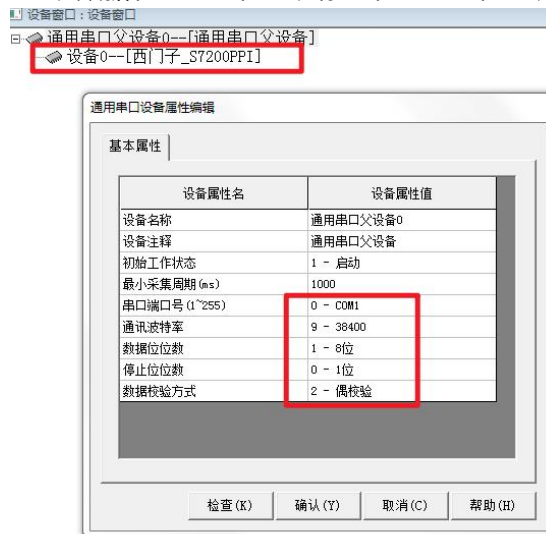 设备窗口:设备窗口
通用串口父设备0--[通用串口父设备]
设备0--[西门子_S7200PPI]
通用串口设备属性编辑
基本属性
设备属性名 设备属性值
设备名称 通用串口父设备0
设备注释 通用串口父设备
初始工作状态 1 - 启动
最小采集周期(ms) 1000
串口端口号(1~255) 0 - COM1
通讯波特率 9 - 38400
数据位位数 1 - 8位
停止位位数 0 - 1位
数据校验方式 2 - 偶校验
检查(K) 确认(Y) 取消(C) 帮助(H)